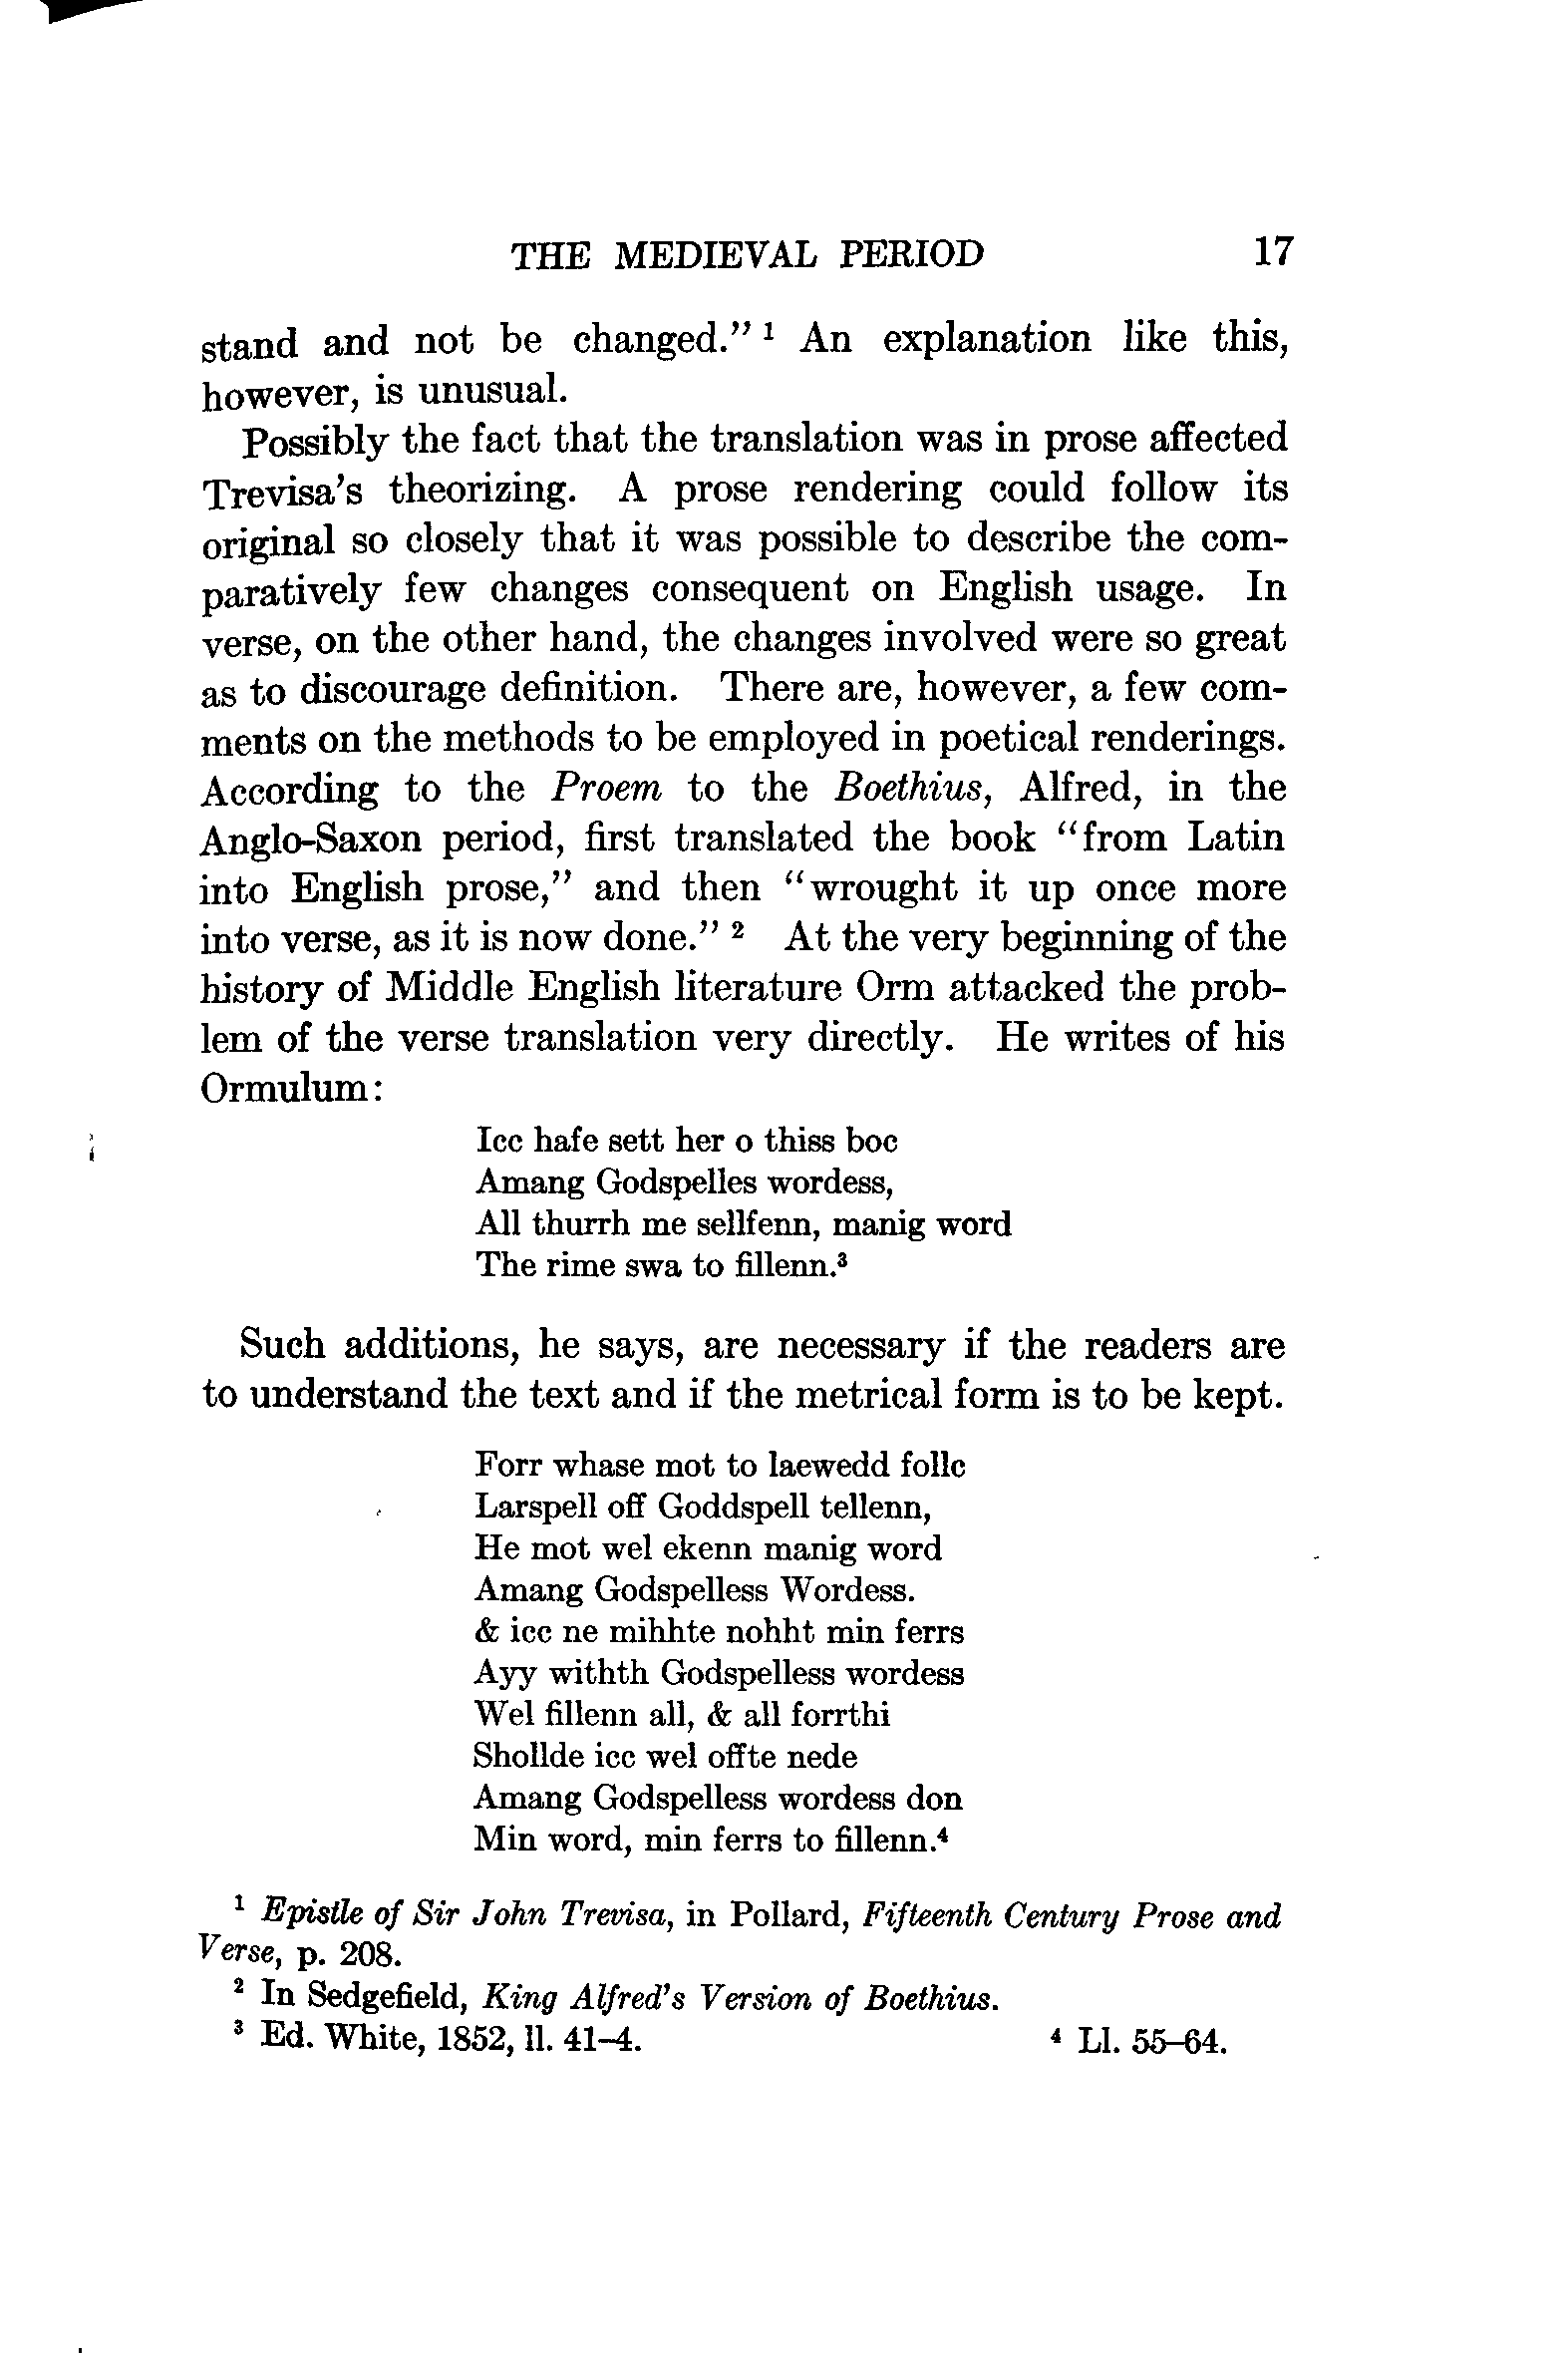 THE MEDIEVAL PERIOD 17
stand and not be changed.” ¹ An explanation like this,
however, is unusual.
Possibly the fact that the translation was in prose affected
Trevisa’s theorizing. A prose rendering could follow its
original so closely that it was possible to describe the com-
paratively few changes consequent on English usage. In
verse, on the other hand, the changes involved were so great
as to discourage definition. There are, however, a few com-
ments on the methods to be employed in poetical renderings.
According to the Proem to the Boethius, Alfred, in the
Anglo-Saxon period, first translated the book “from Latin
into English prose,” and then “wrought it up once more
into verse, as it is now done.” ² At the very beginning of the
history of Middle English literature Orm attacked the prob-
lem of the verse translation very directly. He writes of his
Ormulum:
Icc hafe sett her o thiss boc
Amang Godspelles wordess,
All thurrh me sellfenn, manig word
The rime swa to fillenn.³
Such additions, he says, are necessary if the readers are
to understand the text and if the metrical form is to be kept.
Forr whase mot to laewedd follc
Larspell off Goddspell tellenn,
He mot wel ekenn manig word
Amang Godspelless Wordess.
& icc ne mihhte nohht min ferrs
Ayy withth Godspelless wordess
Wel fillenn all, & all forrthi
Shollde icc wel offte nede
Amang Godspelless wordess don
Min word, min ferrs to fillenn.⁴
¹ Epistle of Sir John Trevisa, in Pollard, Fifteenth Century Prose and
Verse, p. 208.
² In Sedgefield, King Alfred’s Version of Boethius.
³ Ed. White, 1852, ll. 41–4. ⁴ Ll. 55–64.